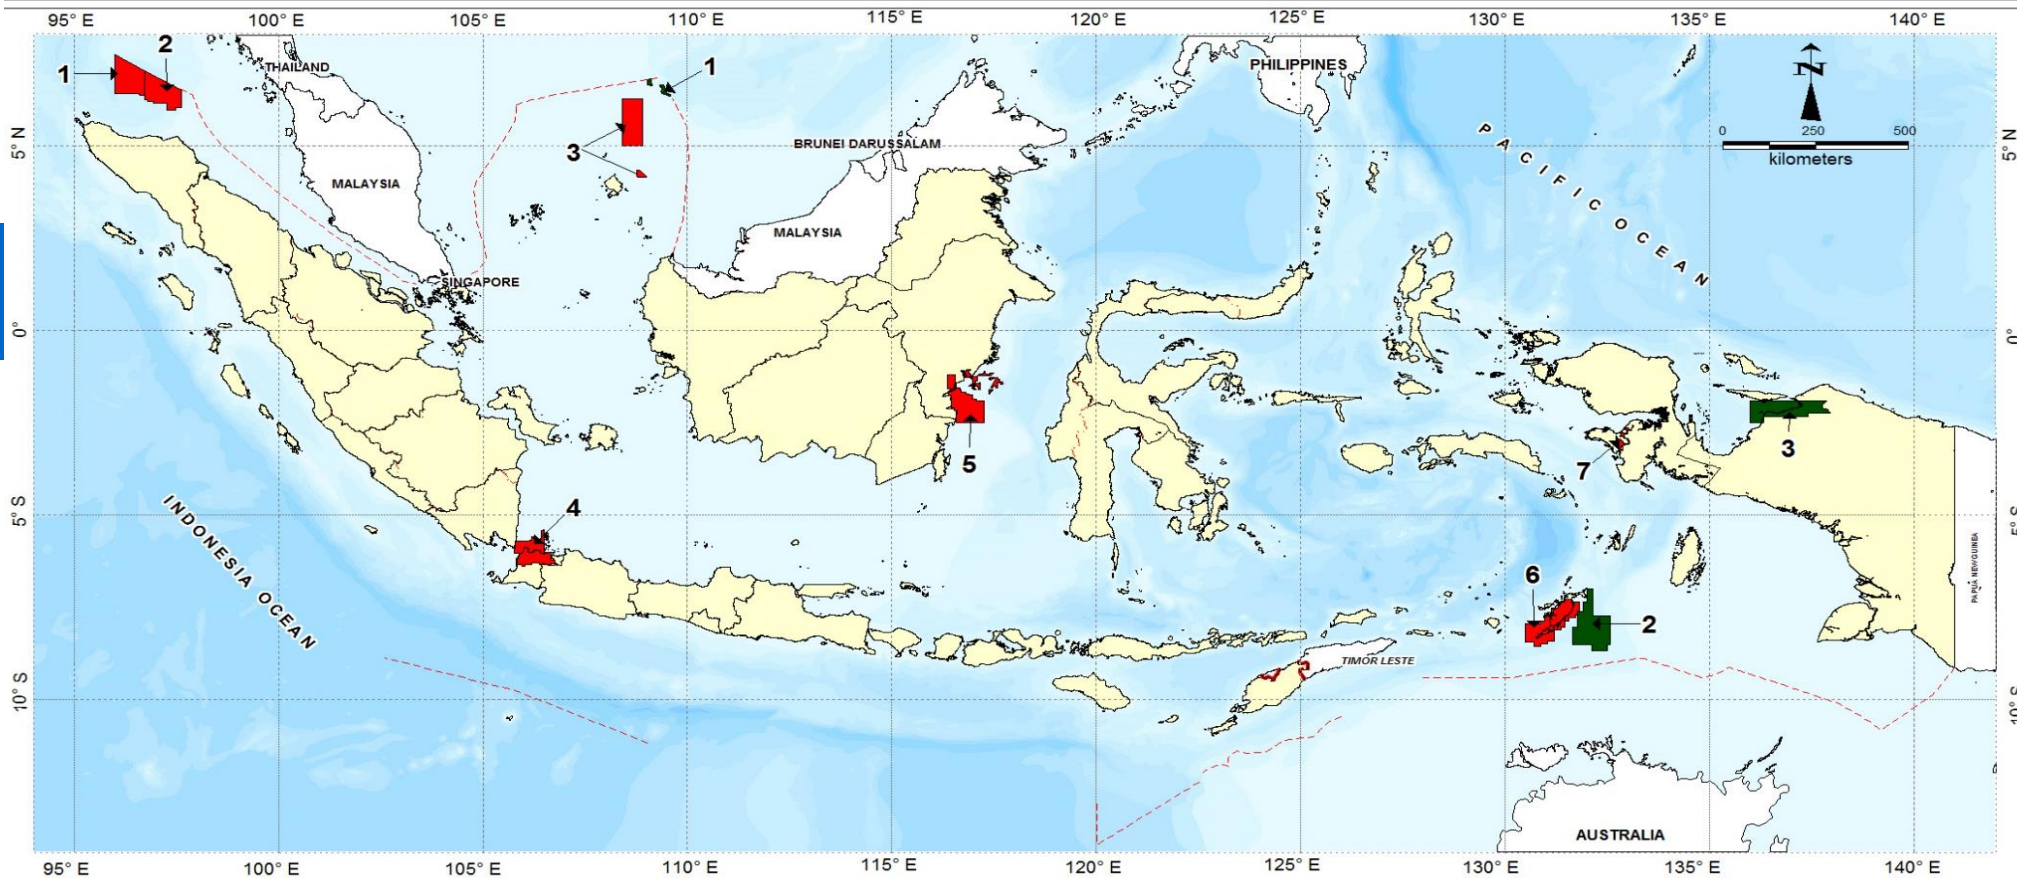 95° E 100° E 105° E 110° E 115° E 120° E 125° E 130° E 135° E 140° E
2
1
THAILAND
1
PHILIPPINES
N
0 250 500
kilometers
5° N
5° N
3
BRUNEI DARUSSALAM
PACIFIC OCEAN
MALAYSIA
MALAYSIA
SINGAPORE
0°
0°
5
7
3
5° S
5° S
4
INDONESIA OCEAN
PAPUA NEWGUINEA
6
2
TIMOR LESTE
10° S
10° S
AUSTRALIA
95° E 100° E 105° E 110° E 115° E 120° E 125° E 130° E 135° E 140° E